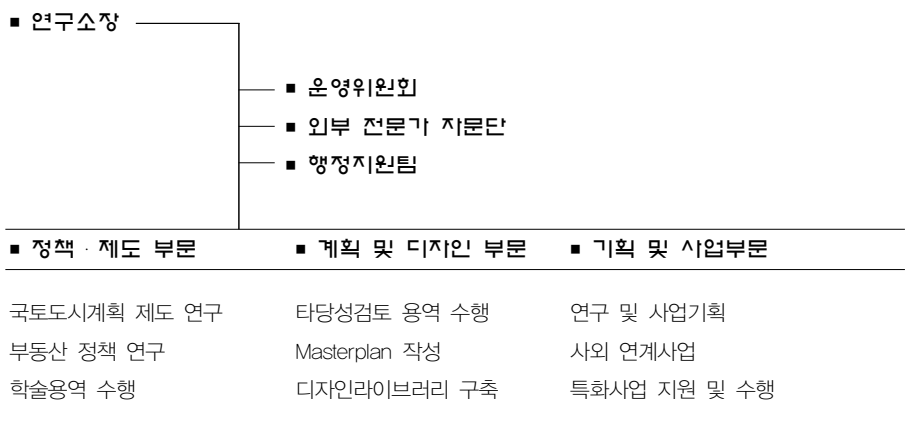 ▪ 연구소장
▪ 운영위원회
▪ 외부 전문가 자문단
▪ 행정지원팀
▪ 정책·제도 부문 ▪ 계획 및 디자인 부문 ▪ 기획 및 사업부문
국토도시계획 제도 연구 타당성검토 용역 수행 연구 및 사업기획
부동산 정책 연구 Masterplan 작성 사외 연계사업
학술용역 수행 디자인라이브러리 구축 특화사업 지원 및 수행